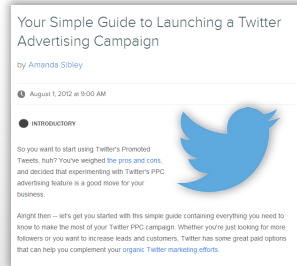 Your Simple Guide to Launching a Twitter
Advertising Campaign
by Amanda Sibley
August 1, 2012 at 9:00 AM
INTRODUCTORY
So you want to start using Twitter's Promoted
Tweets, huh? You've weighed the pros and cons,
and decided that experimenting with Twitter's PPC
advertising feature is a good move for your
business.
Alright then -- let's get you started with this simple guide containing everything you need to
know to make the most of your Twitter PPC campaign. Whether you're just looking for more
followers or you want to increase leads and customers, Twitter has some great paid options
that can help you complement your organic Twitter marketing efforts.